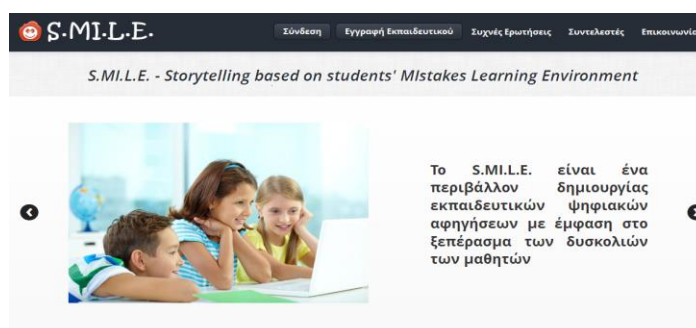 S.MI.L.E.
Σύνδεση Εγγραφή Εκπαιδευτικού Συχνές Ερωτήσεις Συντελεστές Επικοινωνία
S.MI.L.E. - Storytelling based on students' MIstakes Learning Environment
Το S.MI.L.E. είναι ένα
περιβάλλον δημιουργίας
εκπαιδευτικών ψηφιακών
αφηγήσεων με έμφαση στο
ξεπέρασμα των δυσκολιών
των μαθητών